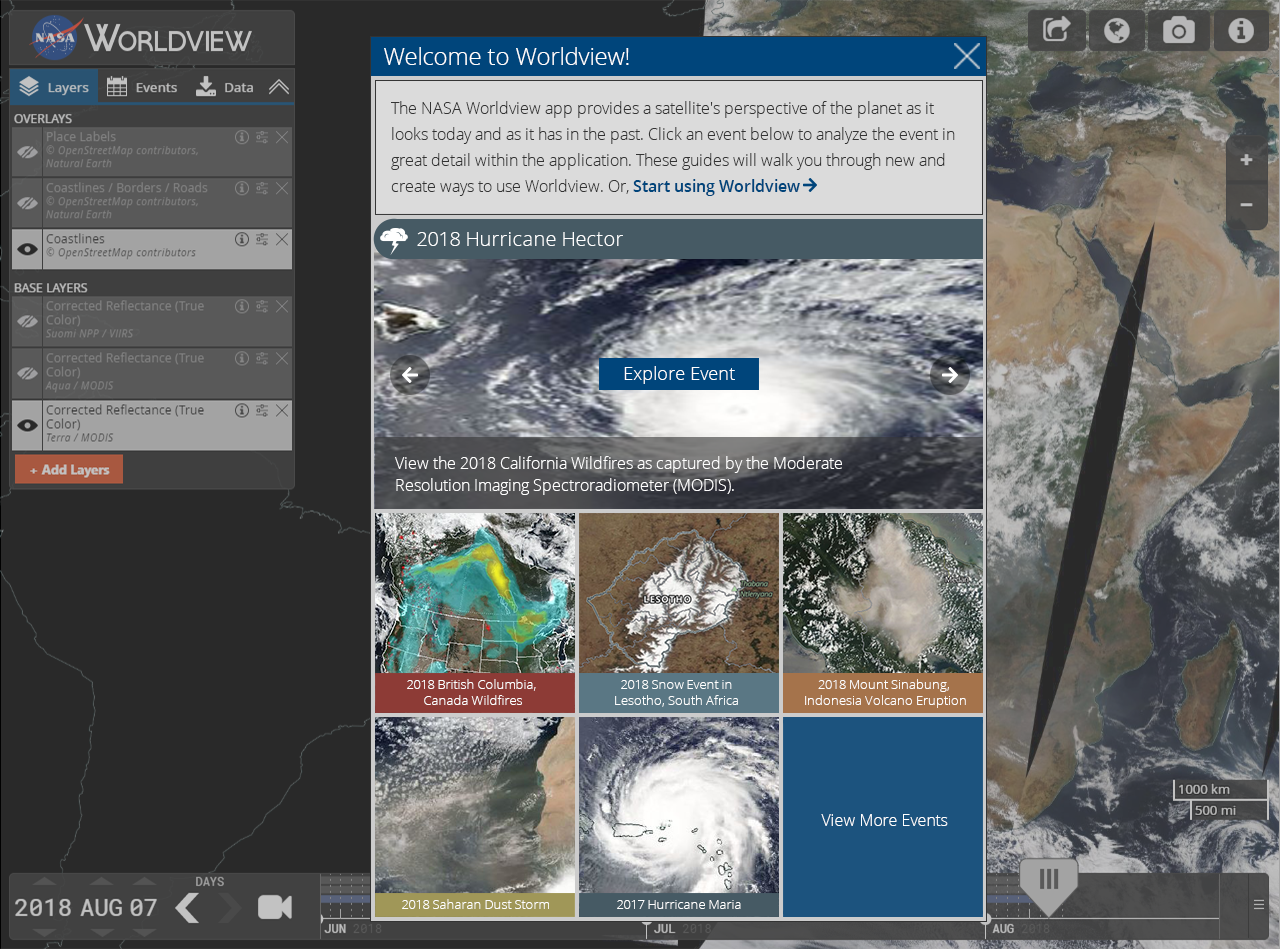 NASA WORLDVIEW
Layers
Events
Data
OVERLAYS
Place Labels
© OpenStreetMap contributors,
Natural Earth
Coastlines / Borders / Roads
© OpenStreetMap contributors,
Natural Earth
Coastlines
© OpenStreetMap contributors
BASE LAYERS
Corrected Reflectance (True
Color)
Suomi NPP / VIIRS
Corrected Reflectance (True
Color)
Aqua / MODIS
Corrected Reflectance (True
Color)
Terra / MODIS
+ Add Layers
Welcome to Worldview!
The NASA Worldview app provides a satellite's perspective of the planet as it
looks today and as it has in the past. Click an event below to analyze the event in
great detail within the application. These guides will walk you through new and
create ways to use Worldview. Or, Start using Worldview
2018 Hurricane Hector
Explore Event
View the 2018 California Wildfires as captured by the Moderate
Resolution Imaging Spectroradiometer (MODIS).
LESOTHO
Thabana
Ntlenyana
2018 British Columbia,
Canada Wildfires
2018 Snow Event in
Lesotho, South Africa
2018 Mount Sinabung,
Indonesia Volcano Eruption
2018 Saharan Dust Storm
2017 Hurricane Maria
View More Events
+
−
1000 km
500 mi
DAYS
2018 AUG 07
JUN 2018
JUL 2018
AUG 2018